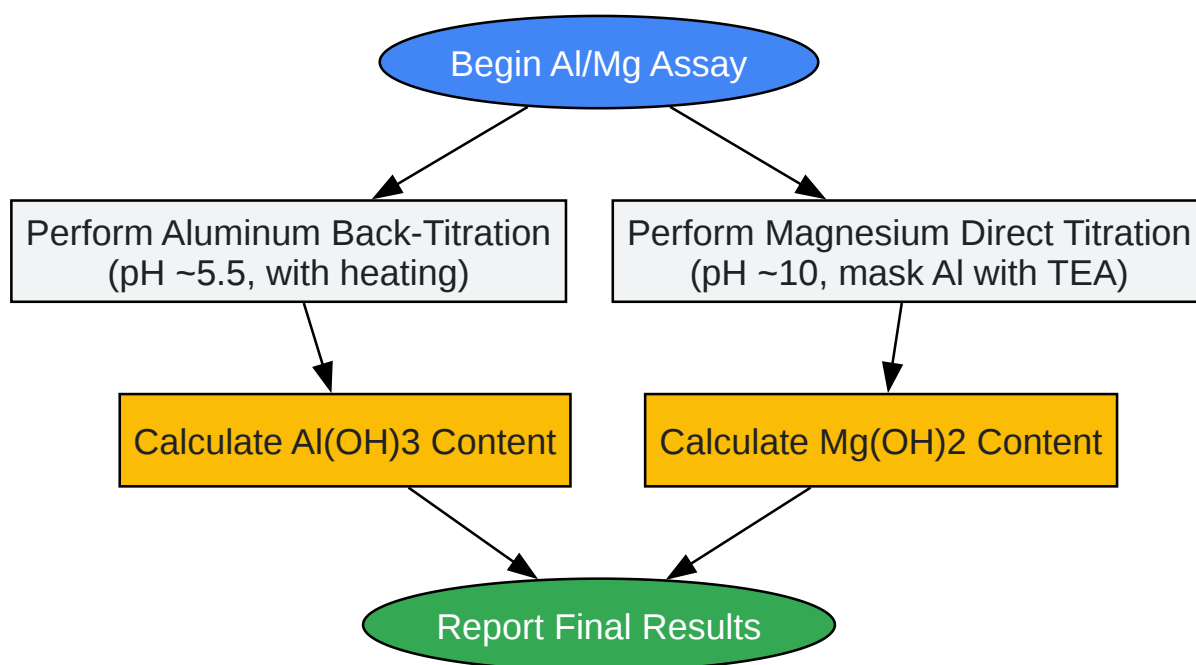 Begin Al/Mg Assay
Perform Aluminum Back-Titration
(pH ~5.5, with heating)
Perform Magnesium Direct Titration
(pH ~10, mask Al with TEA)
Calculate Al(OH)3 Content
Calculate Mg(OH)2 Content
Report Final Results